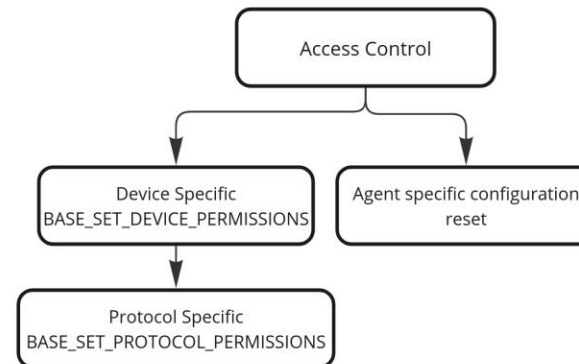 Access Control
Device Specific
BASE_SET_DEVICE_PERMISSIONS
Agent specific configuration
reset
Protocol Specific
BASE_SET_PROTOCOL_PERMISSIONS